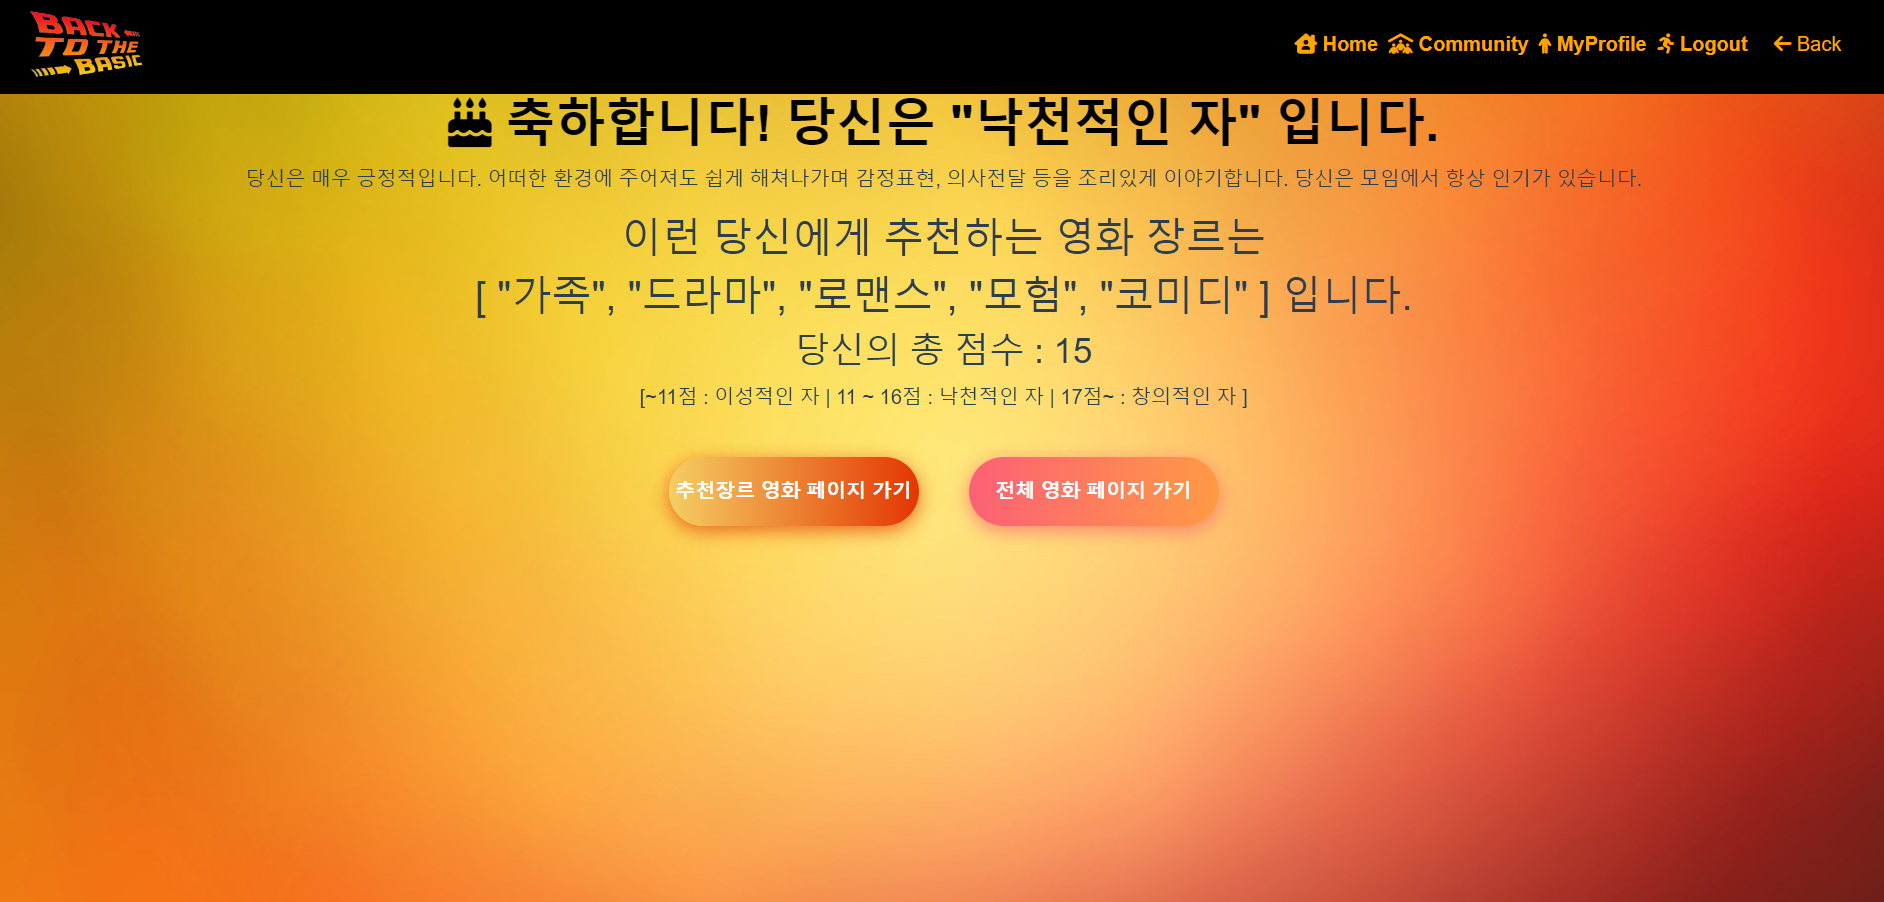 BACK
TO THE
BASIC
Home Community MyProfile Logout Back
축하합니다! 당신은 "낙천적인 자" 입니다.
당신은 매우 긍정적입니다. 어떠한 환경에 주어져도 쉽게 해쳐나가며 감정표현, 의사전달 등을 조리있게 이야기합니다. 당신은 모임에서 항상 인기가 있습니다.
이런 당신에게 추천하는 영화 장르는
[ "가족", "드라마", "로맨스", "모험", "코미디" ] 입니다.
당신의 총 점수 : 15
[~11점 : 이성적인 자 | 11 ~ 16점 : 낙천적인 자 | 17점~ : 창의적인 자 ]
추천장르 영화 페이지 가기 전체 영화 페이지 가기